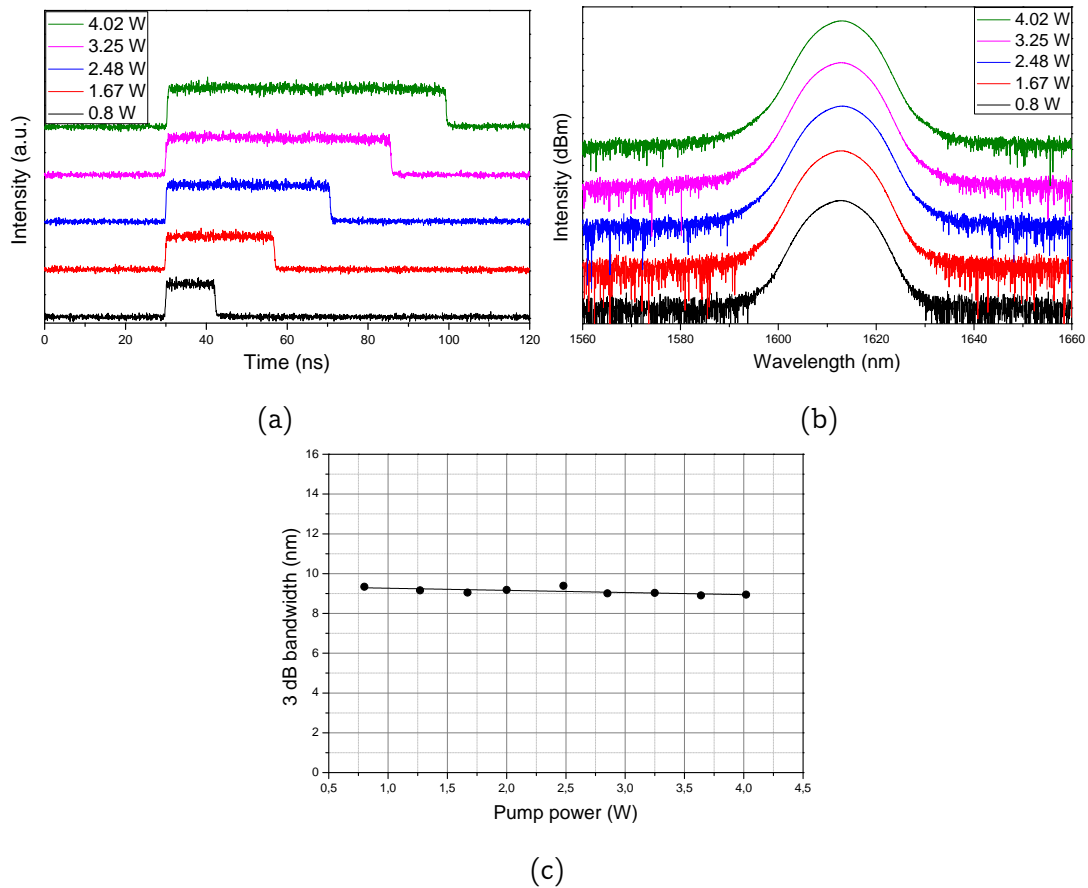 4.02 W
3.25 W
2.48 W
1.67 W
0.8 W
Intensity (a.u.)
0 20 40 60 80 100 120
Time (ns)
(a)
4.02 W
3.25 W
2.48 W
1.67 W
0.8 W
Intensity (dBm)
1560 1580 1600 1620 1640 1660
Wavelength (nm)
(b)
16
14
12
10
8
6
4
2
0
3 dB bandwidth (nm)
0,5 1,0 1,5 2,0 2,5 3,0 3,5 4,0 4,5
Pump power (W)
(c)